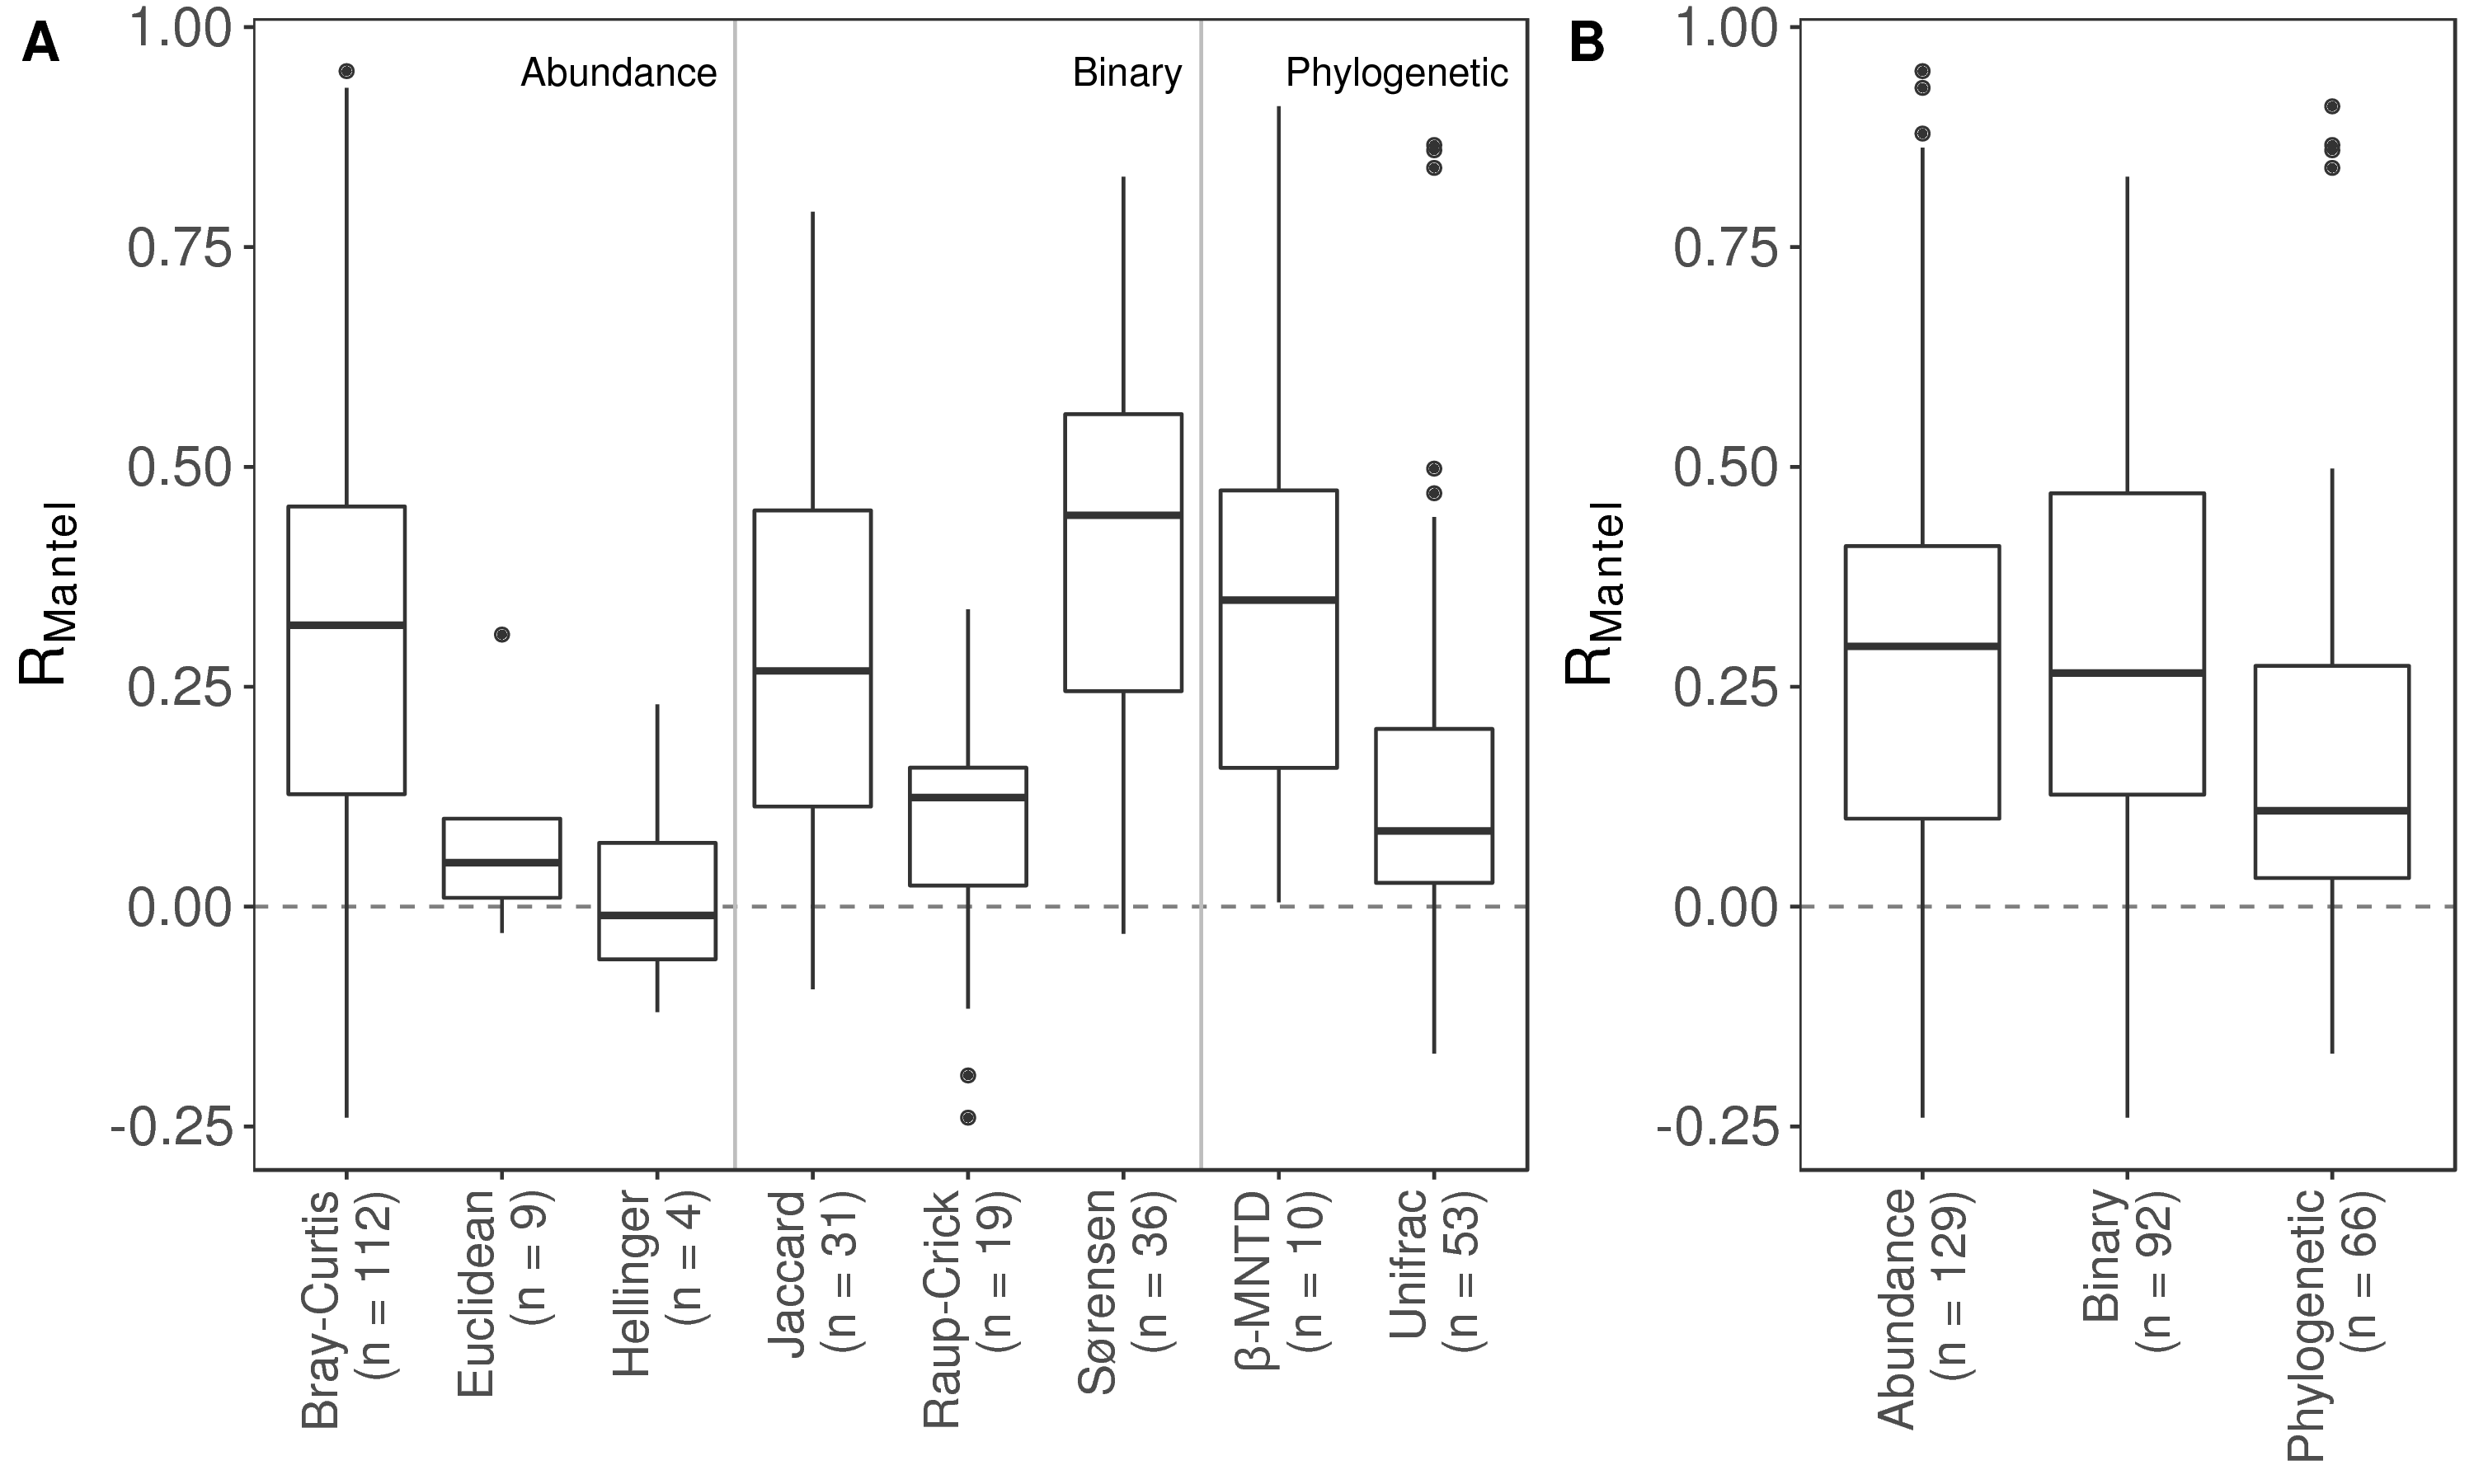 A
Abundance
Binary
Phylogenetic
1.00
0.75
0.50
0.25
0.00
-0.25
RMantel
Bray-Curtis
(n = 112)
Euclidean
(n = 9)
Hellinger
(n = 4)
Jaccard
(n = 31)
Raup-Crick
(n = 19)
Sørensen
(n = 36)
β-MNTD
(n = 10)
Unifrac
(n = 53)
B
1.00
0.75
0.50
0.25
0.00
-0.25
RMantel
Abundance
(n = 129)
Binary
(n = 92)
Phylogenetic
(n = 66)